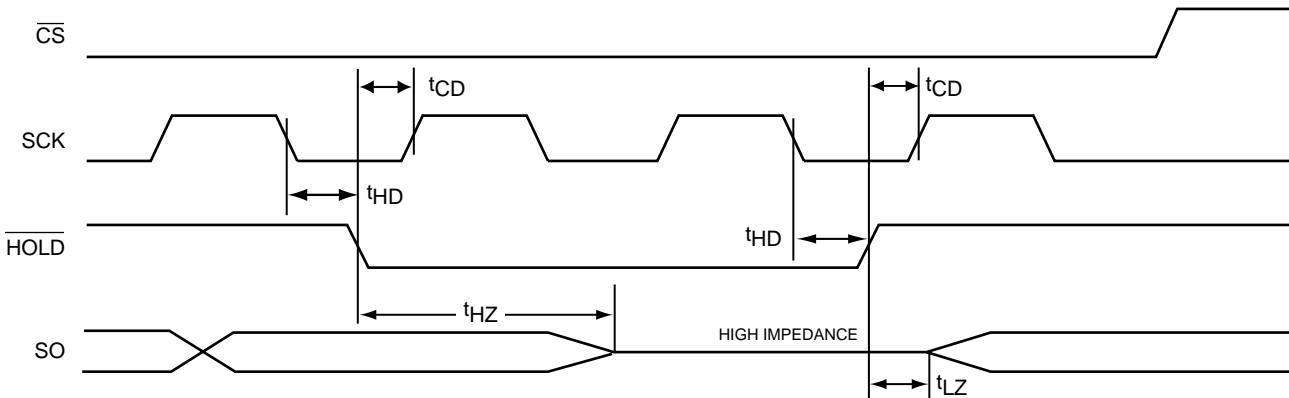 CS
tCD
tCD
SCK
tHD
HOLD
tHD
tHZ
HIGH IMPEDANCE
SO
tLZ